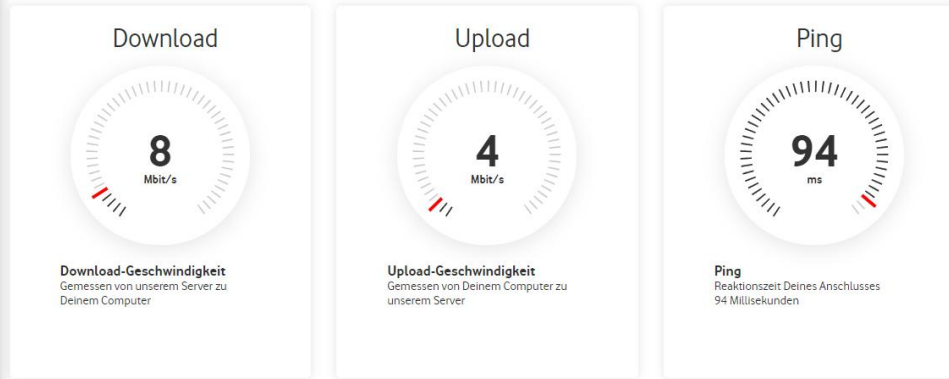 Download
8
Mbit/s
Download-Geschwindigkeit
Gemessen von unserem Server zu
Deinem Computer
Upload
4
Mbit/s
Upload-Geschwindigkeit
Gemessen von Deinem Computer zu
unserem Server
Ping
94
ms
Ping
Reaktionszeit Deines Anschlusses
94 Millisekunden